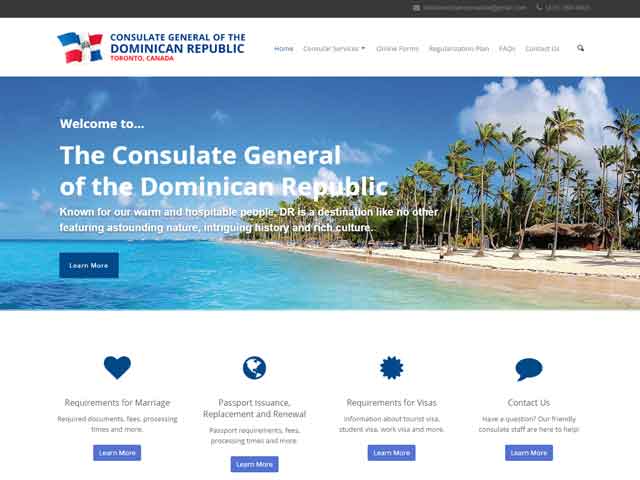 CONSULATE GENERAL OF THE
DOMINICAN REPUBLIC
TORONTO, CANADA
Home Consular Services Online Forms Regularization Plan FAQs Contact Us
Welcome to...
The Consulate General
of the Dominican Republic
Known for our warm and hospitable people, DR is a destination like no other
featuring astounding nature, intriguing history and rich culture.
Learn More
Requirements for Marriage
Required documents, fees, processing
times and more.
Learn More
Passport Issuance,
Replacement and Renewal
Passport requirements, fees,
processing times and more.
Learn More
Requirements for Visas
Information about tourist visa,
student visa, work visa and more.
Learn More
Contact Us
Have a question? Our friendly
consulate staff are here to help!
Learn More